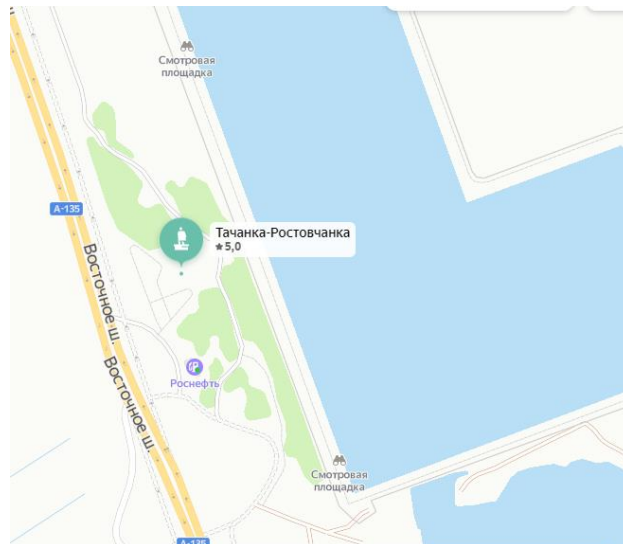 Смотровая
площадка
А-135
Тачанка-Ростовчанка
5,0
Восточное ш.
Восточное ш.
Роснефть
Смотровая
площадка
А-135